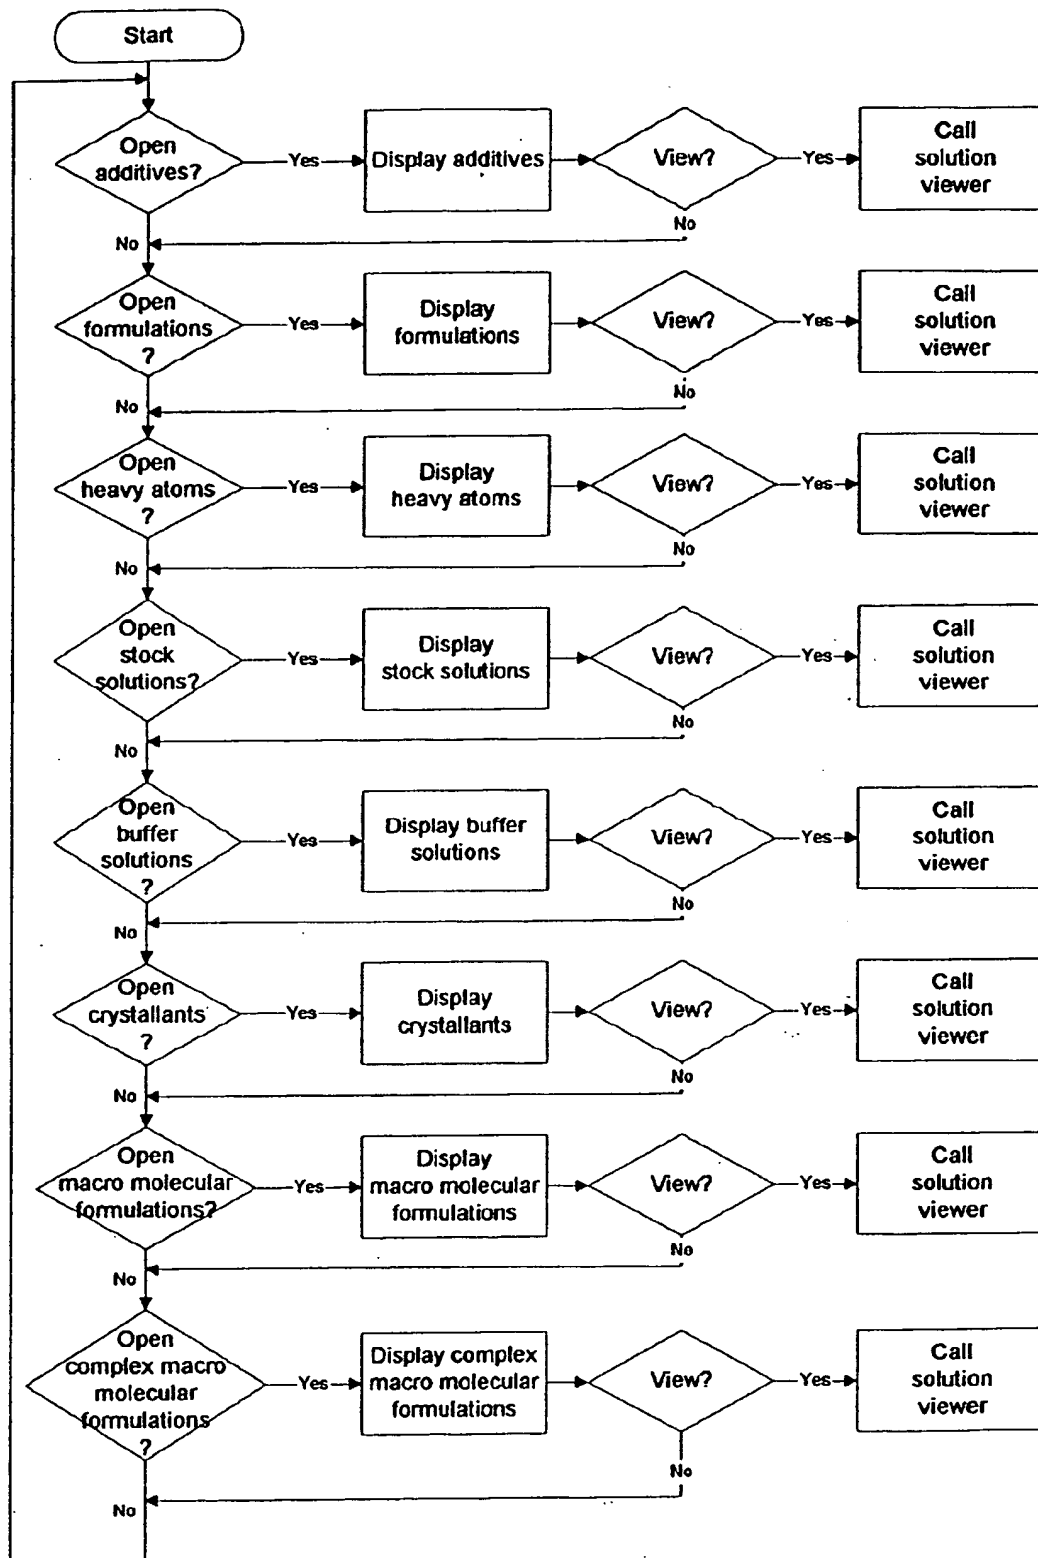 Start
Open
additives?
Yes
Display additives
View?
Yes
Call
solution
viewer
No
No
Open
formulations
?
Yes
Display
formulations
View?
Yes
Call
solution
viewer
No
No
Open
heavy atoms
?
Yes
Display
heavy atoms
View?
Yes
Call
solution
viewer
No
No
Open
stock
solutions?
Yes
Display
stock solutions
View?
Yes
Call
solution
viewer
No
No
Open
buffer
solutions
?
Yes
Display buffer
solutions
View?
Yes
Call
solution
viewer
No
No
Open
crystallants
?
Yes
Display
crystallants
View?
Yes
Call
solution
viewer
No
No
Open
macro molecular
formulations?
Yes
Display
macro molecular
formulations
View?
Yes
Call
solution
viewer
No
No
Open
complex macro
molecular
formulations
?
Yes
Display complex
macro molecular
formulations
View?
Yes
Call
solution
viewer
No
No